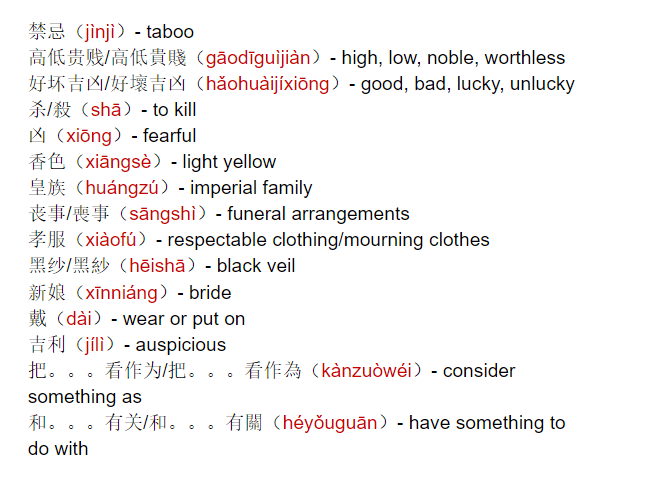 禁忌（jìnjì）- taboo
高低贵贱/高低貴賤（gāodīguìjiàn）- high, low, noble, worthless
好坏吉凶/好壞吉凶（hǎohuàijíxiōng）- good, bad, lucky, unlucky
杀/殺（shā）- to kill
凶（xiōng）- fearful
香色（xiāngsè）- light yellow
皇族（huángzú）- imperial family
丧事/喪事（sāngshì）- funeral arrangements
孝服（xiàofú）- respectable clothing/mourning clothes
黑纱/黑紗（hēishā）- black veil
新娘（xīnniáng）- bride
戴（dài）- wear or put on
吉利（jílì）- auspicious
把。。。看作为/把。。。看作為（kànzuòwéi）- consider
something as
和。。。有关/和。。。有關（héyǒuguān）- have something to
do with